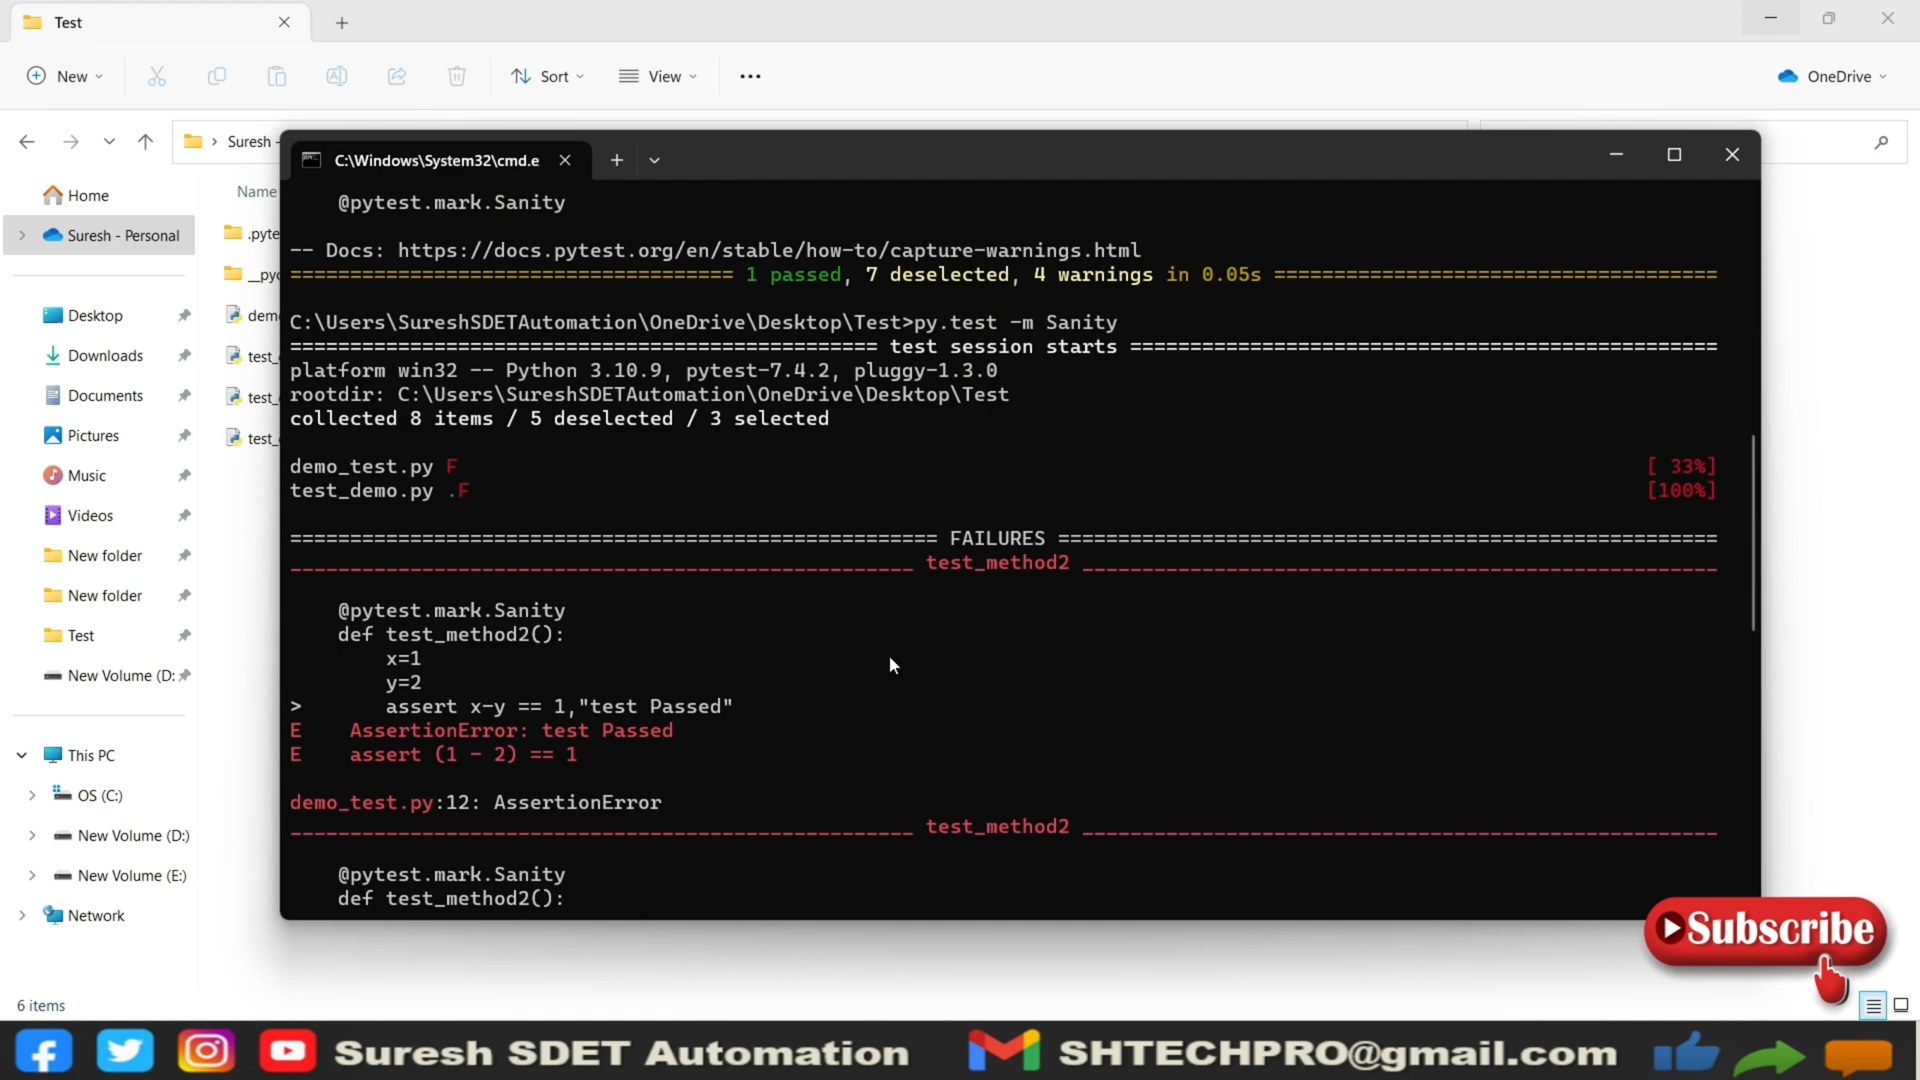 Test
New
Sort
View
OneDrive
Suresh -
C:\Windows\System32\cmd.e
Home
Name
Suresh - Personal
.pyte
__pyc
Desktop
dem
Downloads
test_
Documents
test_
Pictures
test_
Music
Videos
New folder
New folder
Test
New Volume (D:
This PC
OS (C:)
New Volume (D:)
New Volume (E:)
Network
@pytest.mark.Sanity
-- Docs: https://docs.pytest.org/en/stable/how-to/capture-warnings.html
===================================== 1 passed, 7 deselected, 4 warnings in 0.05s =====================================
C:\Users\SureshSDETAutomation\OneDrive\Desktop\Test>py.test -m Sanity
================================================= test session starts =================================================
platform win32 -- Python 3.10.9, pytest-7.4.2, pluggy-1.3.0
rootdir: C:\Users\SureshSDETAutomation\OneDrive\Desktop\Test
collected 8 items / 5 deselected / 3 selected
demo_test.py F [ 33%]
test_demo.py .F [100%]
====================================================== FAILURES =======================================================
____________________________________________________ test_method2 _____________________________________________________
@pytest.mark.Sanity
def test_method2():
x=1
y=2
> assert x-y == 1,"test Passed"
E AssertionError: test Passed
E assert (1 - 2) == 1
demo_test.py:12: AssertionError
____________________________________________________ test_method2 _____________________________________________________
@pytest.mark.Sanity
def test_method2():
Subscribe
6 items
Suresh SDET Automation
SHTECHPRO@gmail.com